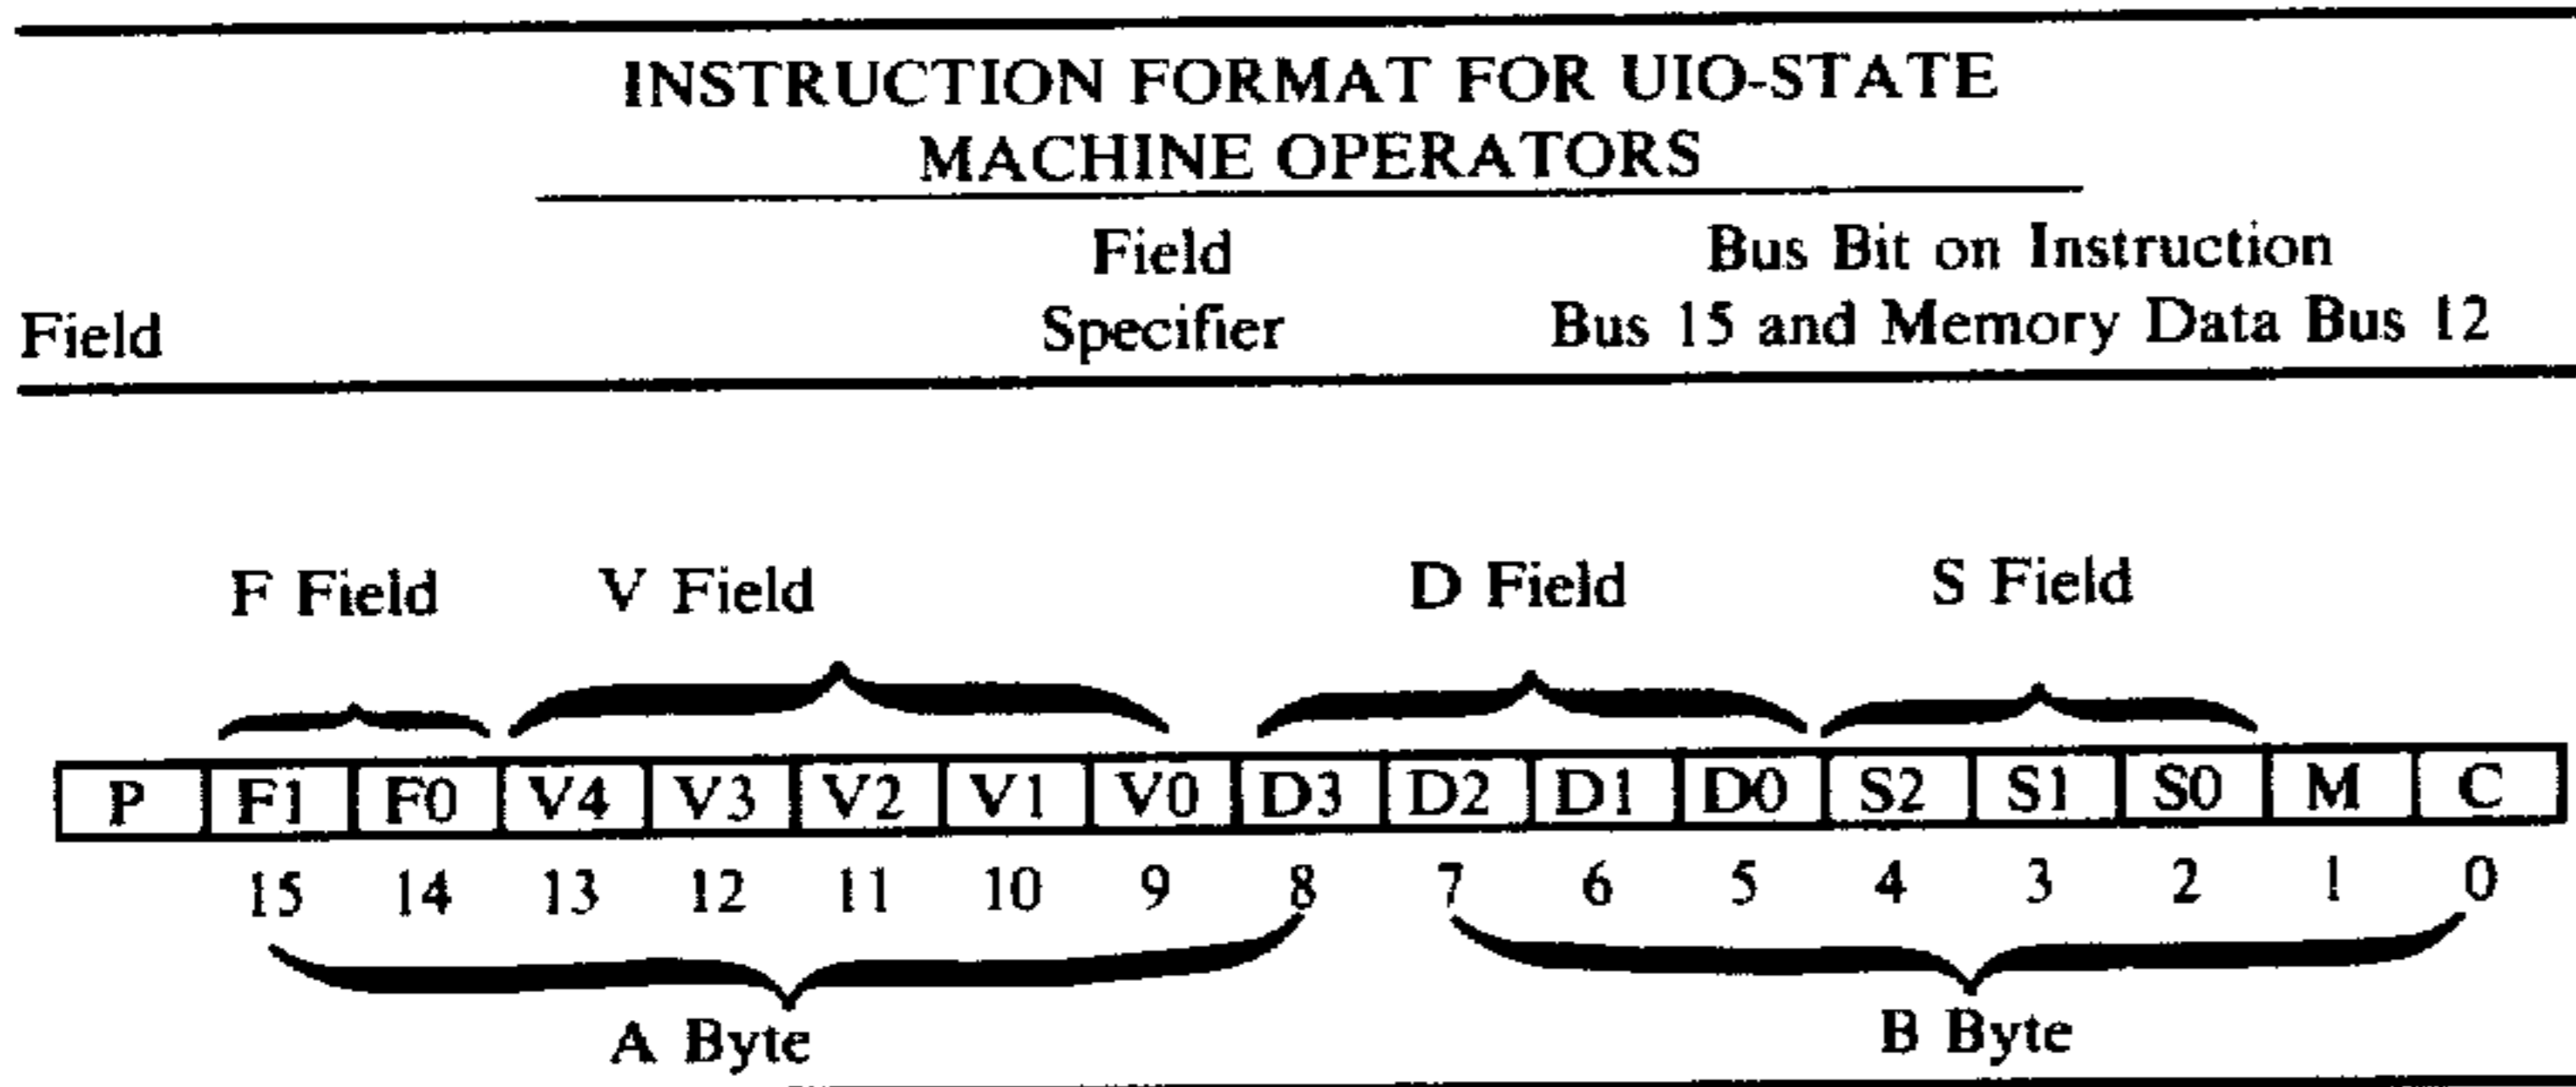 INSTRUCTION FORMAT FOR UIO-STATE
MACHINE OPERATORS
Field Bus Bit on Instruction
Field Specifier Bus 15 and Memory Data Bus 12
F Field V Field D Field S Field
P F1 F0 V4 V3 V2 V1 V0 D3 D2 D1 D0 S2 S1 S0 M C
15 14 13 12 11 10 9 8 7 6 5 4 3 2 1 0
A Byte B Byte